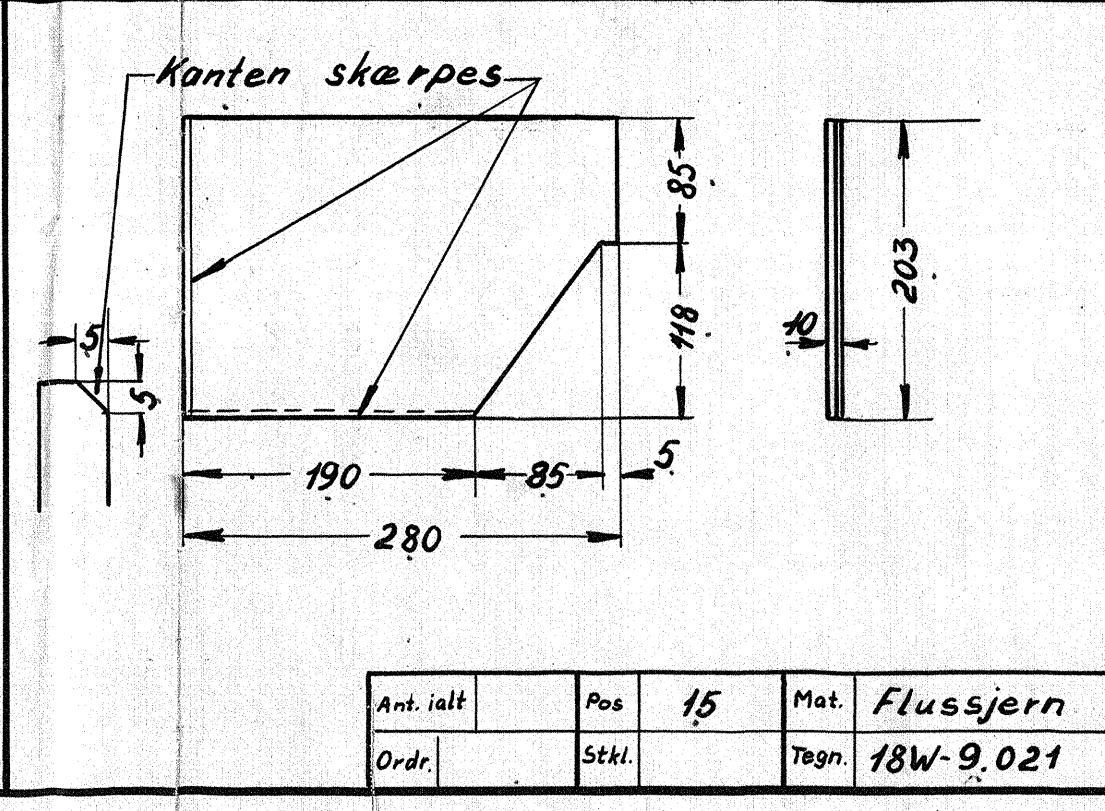 Kanten skærpes
85
118
203
10
5
5
190
85
5
280
Ant. ialt
Pos
15
Mat.
Flussjern
Ordr.
Stkl.
Tegn.
18W-9.021